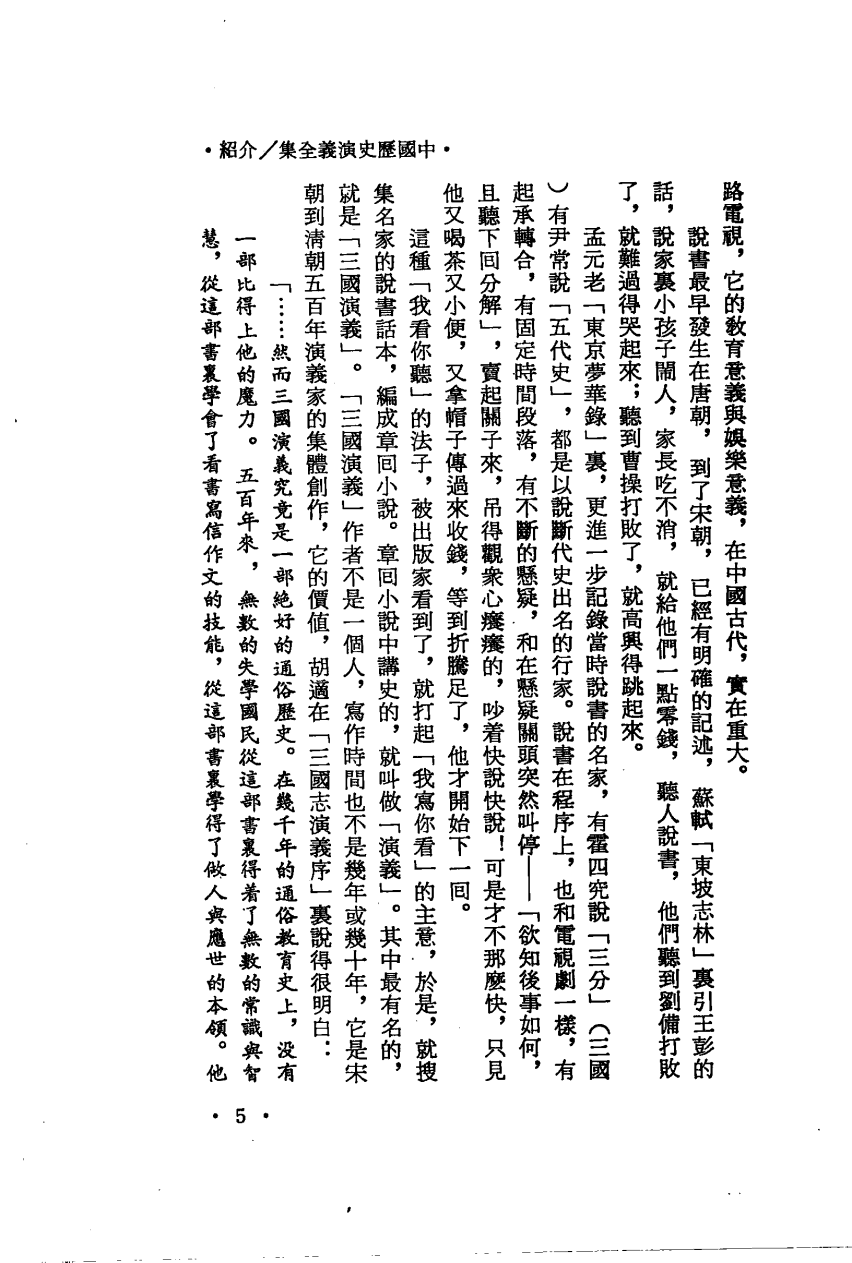 •中國歷史演義全集／介紹•
路電視，它的教育意義與娛樂意義，在中國古代，實在重大。
說書最早發生在唐朝，到了宋朝，已經有明確的記述，蘇軾「東坡志林」裏引王彭的
話，說家裏小孩子鬧人，家長吃不消，就給他們一點零錢，聽人說書，他們聽到劉備打敗
了，就難過得哭起來；聽到曹操打敗了，就高興得跳起來。
孟元老「東京夢華錄」裏，更進一步記錄當時說書的名家，有霍四究說「三分」（三國
）有尹常說「五代史」，都是以說斷代史出名的行家。說書在程序上，也和電視劇一樣，有
起承轉合，有固定時間段落，有不斷的懸疑，和在懸疑關頭突然叫停——「欲知後事如何，
且聽下回分解」，賣起關子來，吊得觀衆心癢癢的，吵着快說快說！可是才不那麼快，只見
他又喝茶又小便，又拿帽子傳過來收錢，等到折騰足了，他才開始下一回。
這種「我看你聽」的法子，被出版家看到了，就打起「我寫你看」的主意，於是，就搜
集名家的說書話本，編成章回小說。章回小說中講史的，就叫做「演義」。其中最有名的，
就是「三國演義」。「三國演義」作者不是一個人，寫作時間也不是幾年或幾十年，它是宋
朝到清朝五百年演義家的集體創作，它的價值，胡適在「三國志演義序」裏說得很明白：
「……然而三國演義究竟是一部絕好的通俗歷史。在幾千年的通俗教育史上，沒有
一部比得上他的魔力。五百年來，無數的失學國民從這部書裏得着了無數的常識與智
慧，從這部書裏學會了看書寫信作文的技能，從這部書裏學得了做人與應世的本領。他
•5•